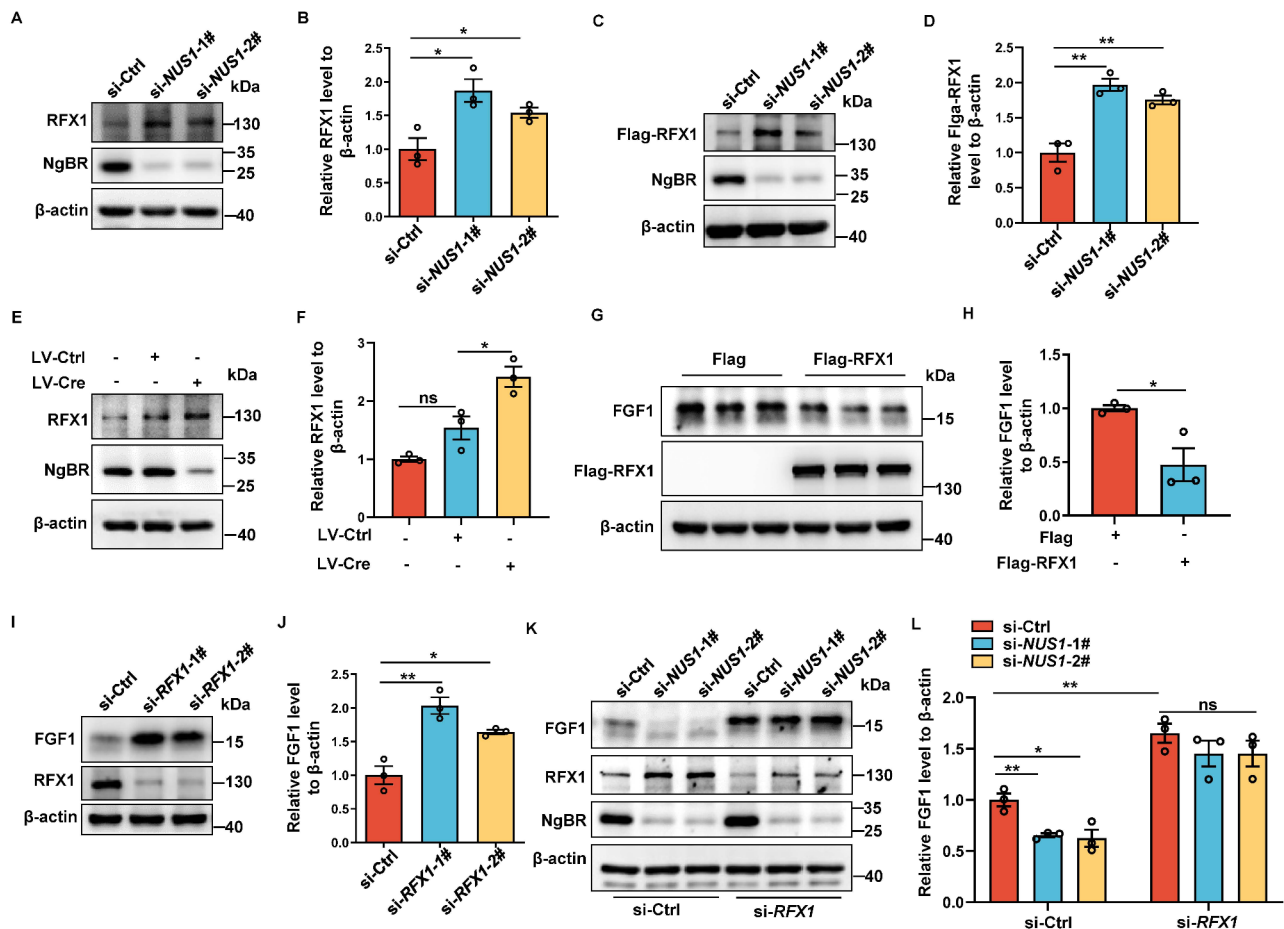 A
si-Ctrl
si-NUS1-1#
si-NUS1-2#
kDa
RFX1
130
NgBR
35
25
β-actin
40
B
Relative RFX1 level to
β-actin
2.5
2.0
1.5
1.0
0.5
0.0
*
*
si-Ctrl
si-NUS1-1#
si-NUS1-2#
C
si-Ctrl
si-NUS1-1#
si-NUS1-2#
kDa
Flag-RFX1
130
NgBR
35
25
β-actin
40
D
Relative Flga-RFX1
level to β-actin
2.5
2.0
1.5
1.0
0.5
0.0
**
**
si-Ctrl
si-NUS1-1#
si-NUS1-2#
E
LV-Ctrl - + -
LV-Cre - - +
kDa
RFX1
130
NgBR
35
25
β-actin
40
F
Relative RFX1 level to
β-actin
3
2
1
0
ns
*
LV-Ctrl - + -
LV-Cre - - +
G
Flag Flag-RFX1
kDa
FGF1
15
Flag-RFX1
130
β-actin
40
H
Relative FGF1 level
to β-actin
1.5
1.0
0.5
0.0
*
Flag + -
Flag-RFX1 - +
I
si-Ctrl
si-RFX1-1#
si-RFX1-2#
kDa
FGF1
15
RFX1
130
β-actin
40
J
Relative FGF1 level
to β-actin
2.5
2.0
1.5
1.0
0.5
0.0
*
**
si-Ctrl
si-RFX1-1#
si-RFX1-2#
K
si-Ctrl
si-NUS1-1#
si-NUS1-2#
si-Ctrl
si-NUS1-1#
si-NUS1-2#
kDa
FGF1
15
RFX1
130
NgBR
35
25
β-actin
40
si-Ctrl si-RFX1
L
si-Ctrl
si-NUS1-1#
si-NUS1-2#
Relative FGF1 level to β-actin
2.0
1.5
1.0
0.5
0.0
**
ns
*
**
si-Ctrl si-RFX1